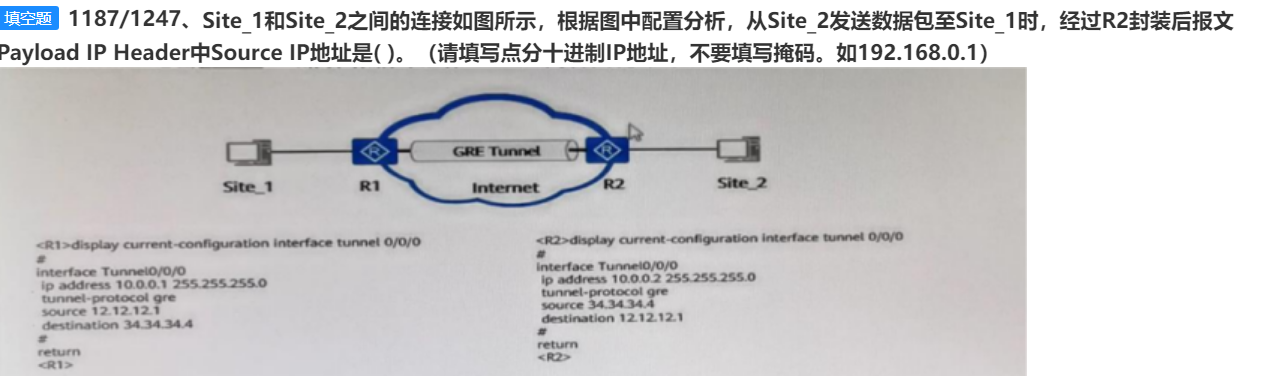 填空题 1187/1247、Site_1和Site_2之间的连接如图所示，根据图中配置分析，从Site_2发送数据包至Site_1时，经过R2封装后报文
Payload IP Header中Source IP地址是( )。（请填写点分十进制IP地址，不要填写掩码。如192.168.0.1）
GRE Tunnel
Site_1 R1 Internet R2 Site_2
<R1>display current-configuration interface tunnel 0/0/0
#
interface Tunnel0/0/0
ip address 10.0.0.1 255.255.255.0
tunnel-protocol gre
source 12.12.12.1
destination 34.34.34.4
#
return
<R1>
<R2>display current-configuration interface tunnel 0/0/0
#
interface Tunnel0/0/0
ip address 10.0.0.2 255.255.255.0
tunnel-protocol gre
source 34.34.34.4
destination 12.12.12.1
#
return
<R2>